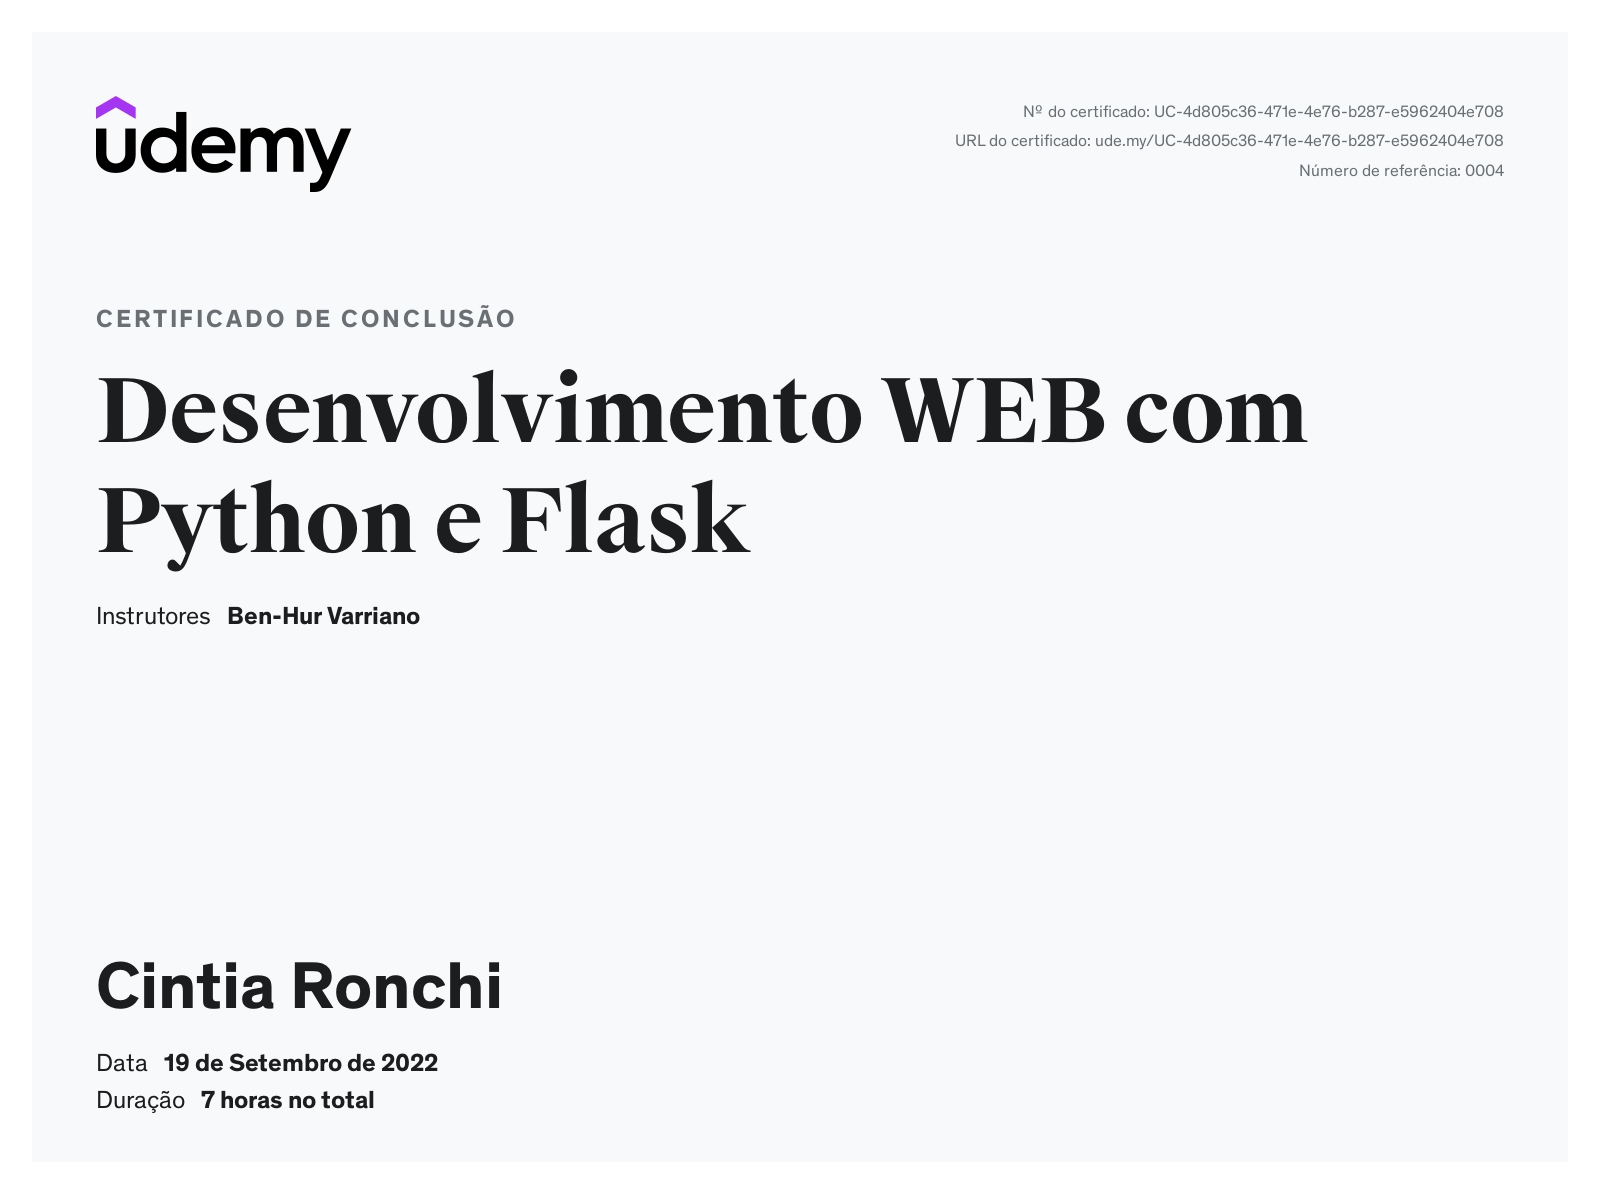 udemy
Nº do certificado: UC-4d805c36-471e-4e76-b287-e5962404e708
URL do certificado: ude.my/UC-4d805c36-471e-4e76-b287-e5962404e708
Número de referência: 0004
CERTIFICADO DE CONCLUSÃO
Desenvolvimento WEB com
Python e Flask
Instrutores Ben-Hur Varriano
Cintia Ronchi
Data 19 de Setembro de 2022
Duração 7 horas no total